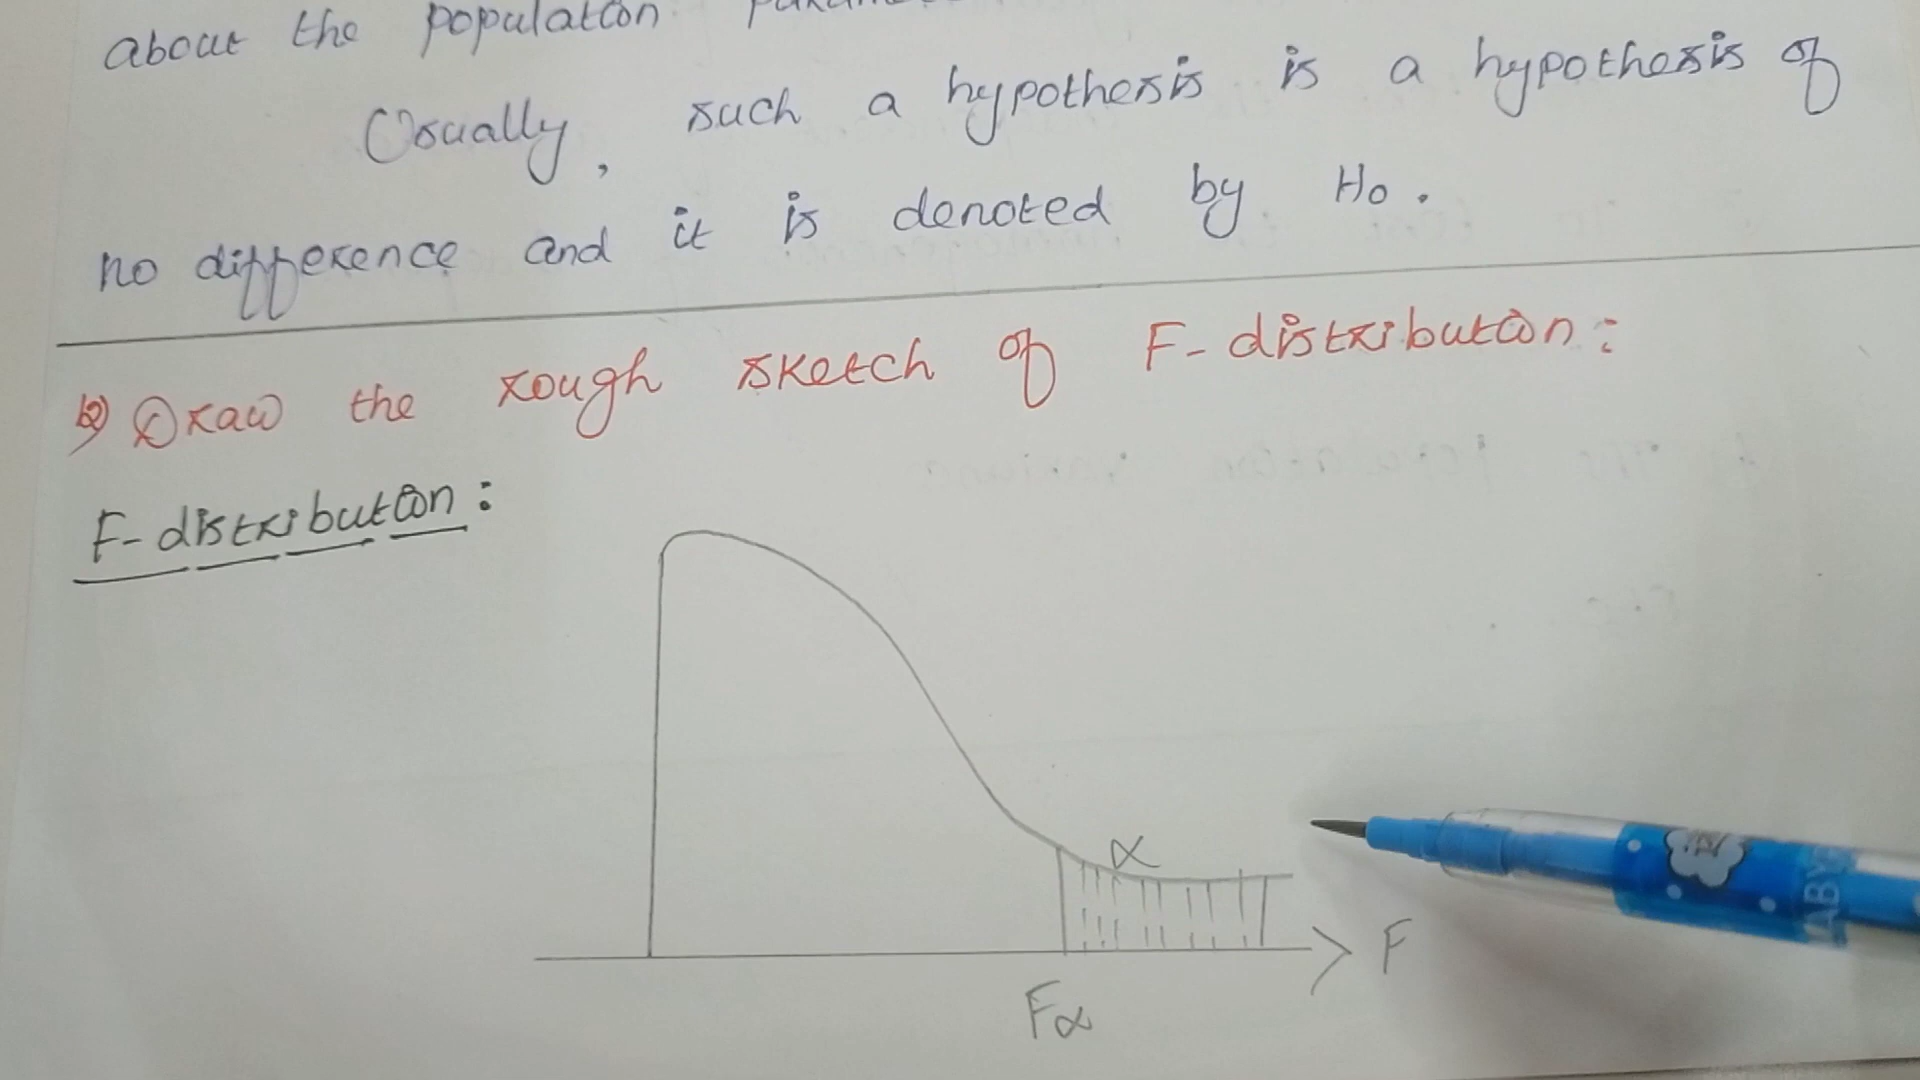 about the population
Usually, such a hypothesis is a hypothesis of
no difference and it is denoted by H0.
Draw the rough sketch of F-distribution:
F-distribution:
α
F
Fα